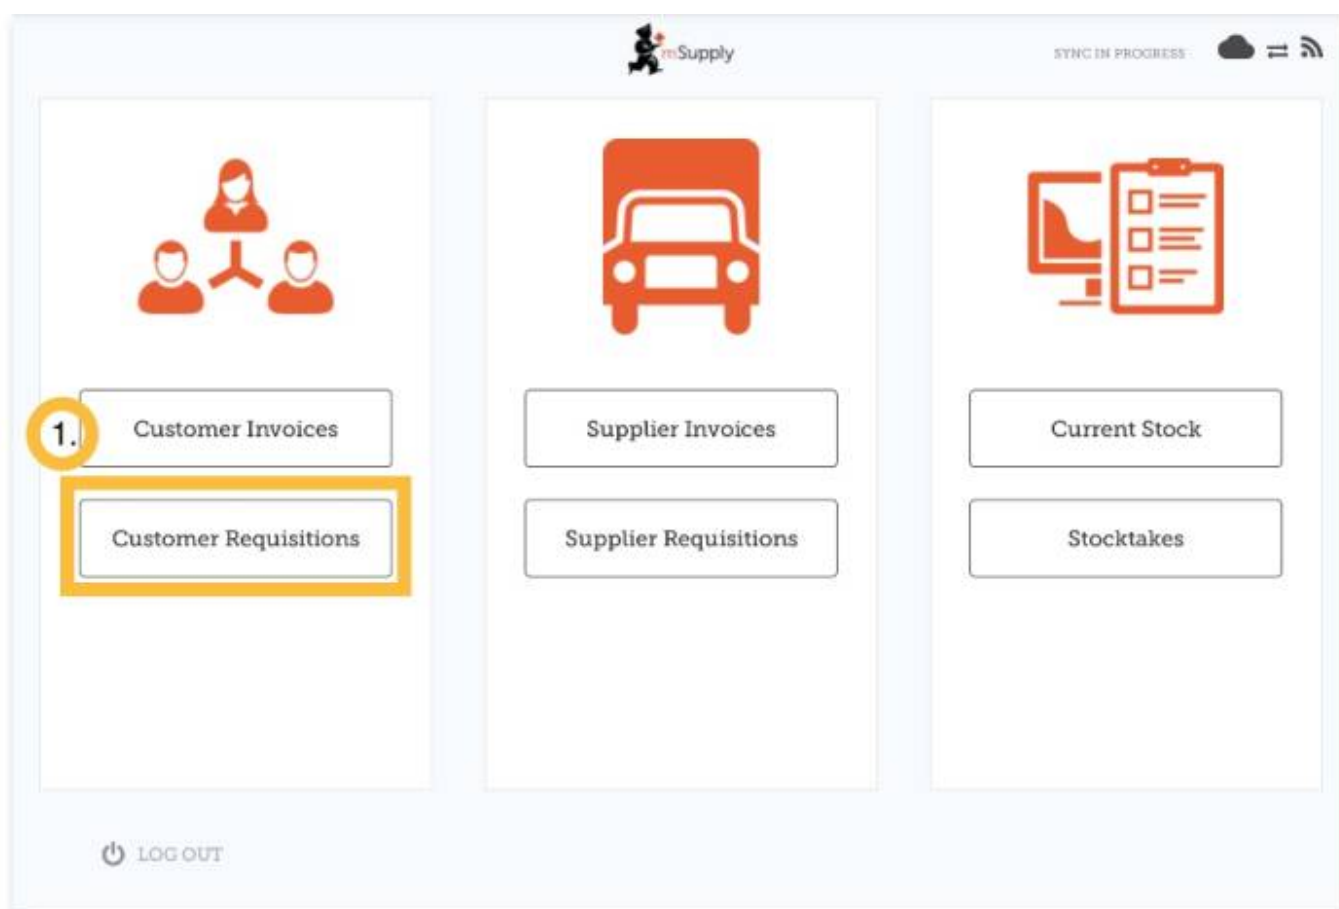 mSupply
SYNC IN PROGRESS
1.
Customer Invoices
Customer Requisitions
Supplier Invoices
Supplier Requisitions
Current Stock
Stocktakes
LOG OUT